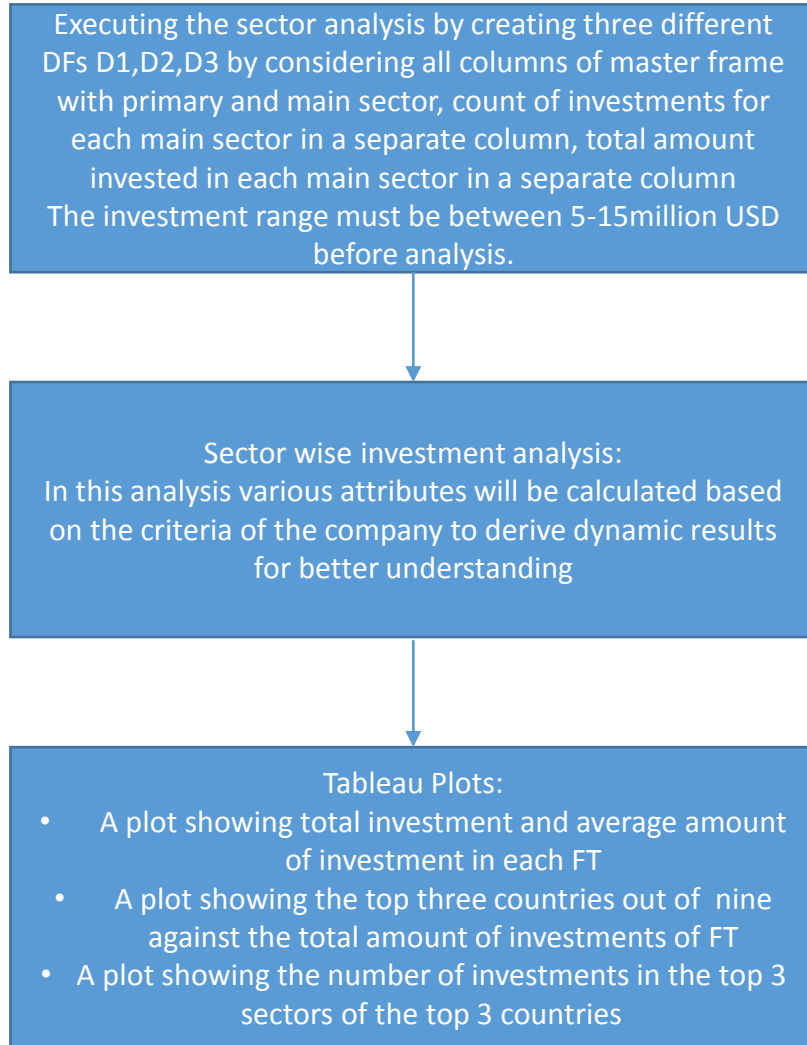 Executing the sector analysis by creating three different
DFs D1,D2,D3 by considering all columns of master frame
with primary and main sector, count of investments for
each main sector in a separate column, total amount
invested in each main sector in a separate column
The investment range must be between 5-15million USD
before analysis.
Sector wise investment analysis:
In this analysis various attributes will be calculated based
on the criteria of the company to derive dynamic results
for better understanding
Tableau Plots:
• A plot showing total investment and average amount
of investment in each FT
• A plot showing the top three countries out of nine
against the total amount of investments of FT
• A plot showing the number of investments in the top 3
sectors of the top 3 countries